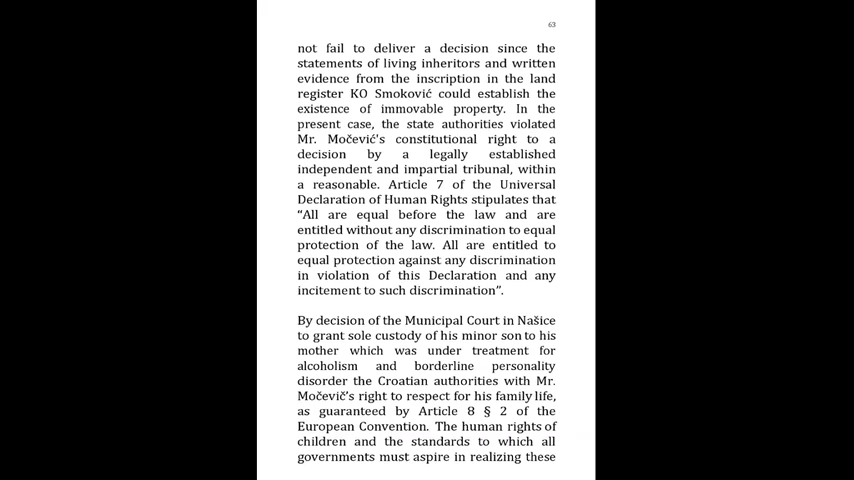 63
not fail to deliver a decision since the
statements of living inheritors and written
evidence from the inscription in the land
register KO Smoković could establish the
existence of immovable property. In the
present case, the state authorities violated
Mr. Močević's constitutional right to a
decision by a legally established
independent and impartial tribunal, within
a reasonable. Article 7 of the Universal
Declaration of Human Rights stipulates that
“All are equal before the law and are
entitled without any discrimination to equal
protection of the law. All are entitled to
equal protection against any discrimination
in violation of this Declaration and any
incitement to such discrimination”.
By decision of the Municipal Court in Našice
to grant sole custody of his minor son to his
mother which was under treatment for
alcoholism and borderline personality
disorder the Croatian authorities with Mr.
Močevič’s right to respect for his family life,
as guaranteed by Article 8 § 2 of the
European Convention. The human rights of
children and the standards to which all
governments must aspire in realizing these